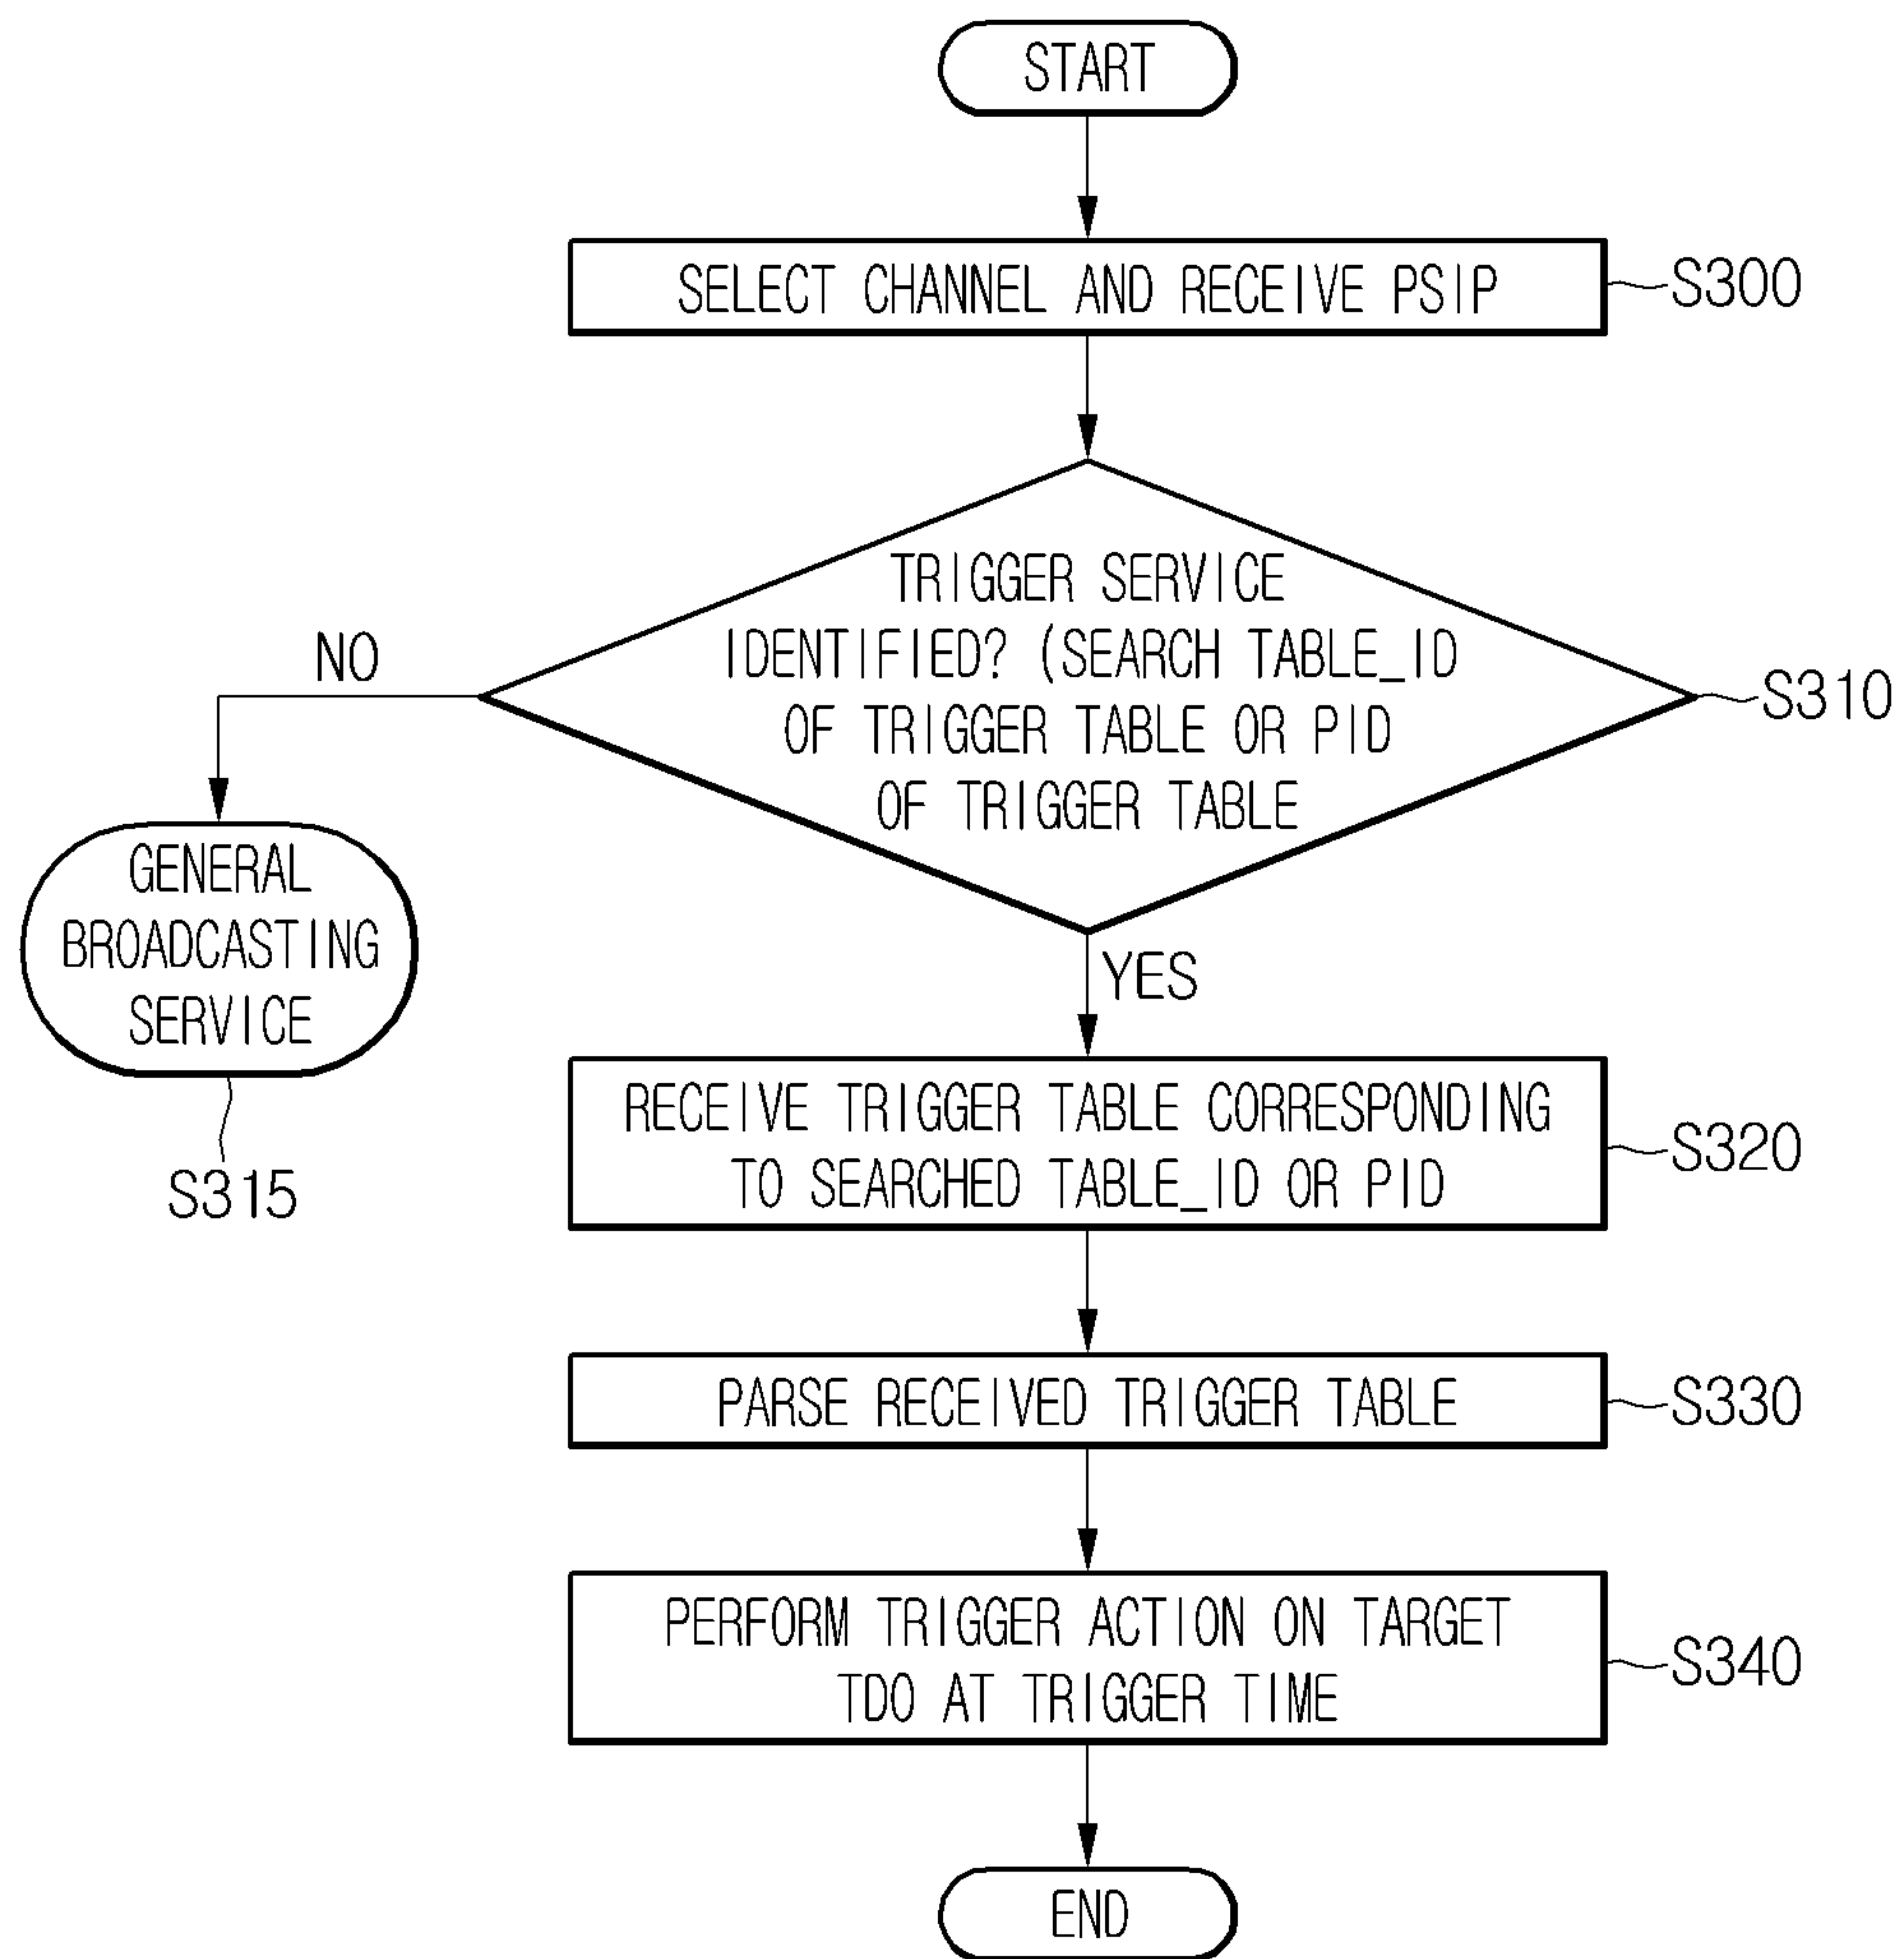 START
SELECT CHANNEL AND RECEIVE PSIP
S300
TRIGGER SERVICE
IDENTIFIED? (SEARCH TABLE_ID
OF TRIGGER TABLE OR PID
OF TRIGGER TABLE
S310
NO
GENERAL
BROADCASTING
SERVICE
S315
YES
RECEIVE TRIGGER TABLE CORRESPONDING
TO SEARCHED TABLE_ID OR PID
S320
PARSE RECEIVED TRIGGER TABLE
S330
PERFORM TRIGGER ACTION ON TARGET
TDO AT TRIGGER TIME
S340
END